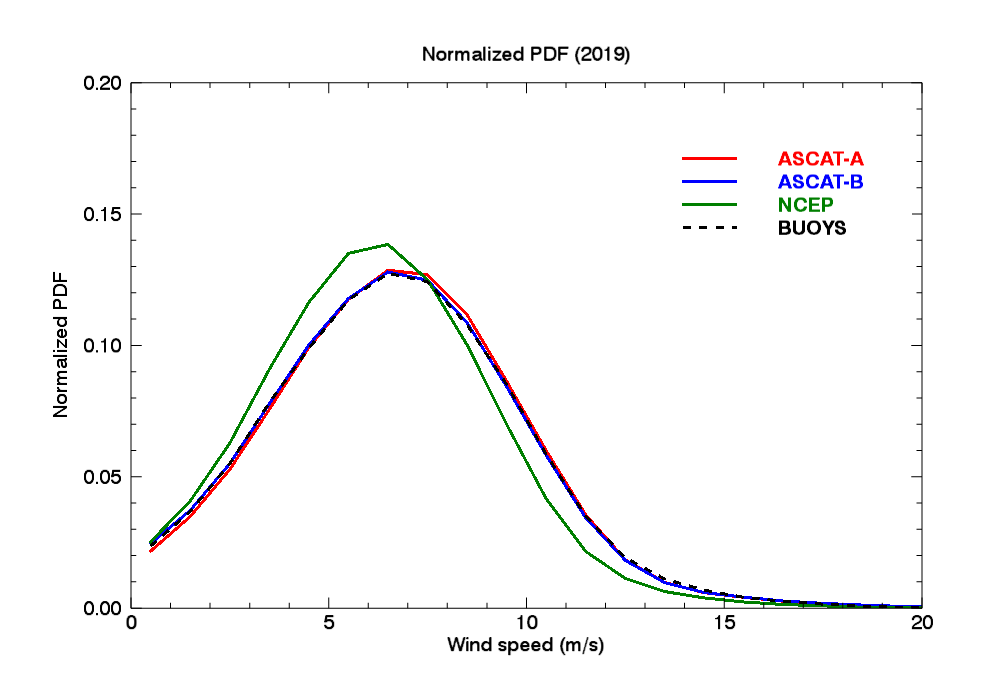 Normalized PDF (2019)
0.20
0.15
0.10
0.05
0.00
Normalized PDF
ASCAT-A
ASCAT-B
NCEP
BUOYS
0 5 10 15 20
Wind speed (m/s)